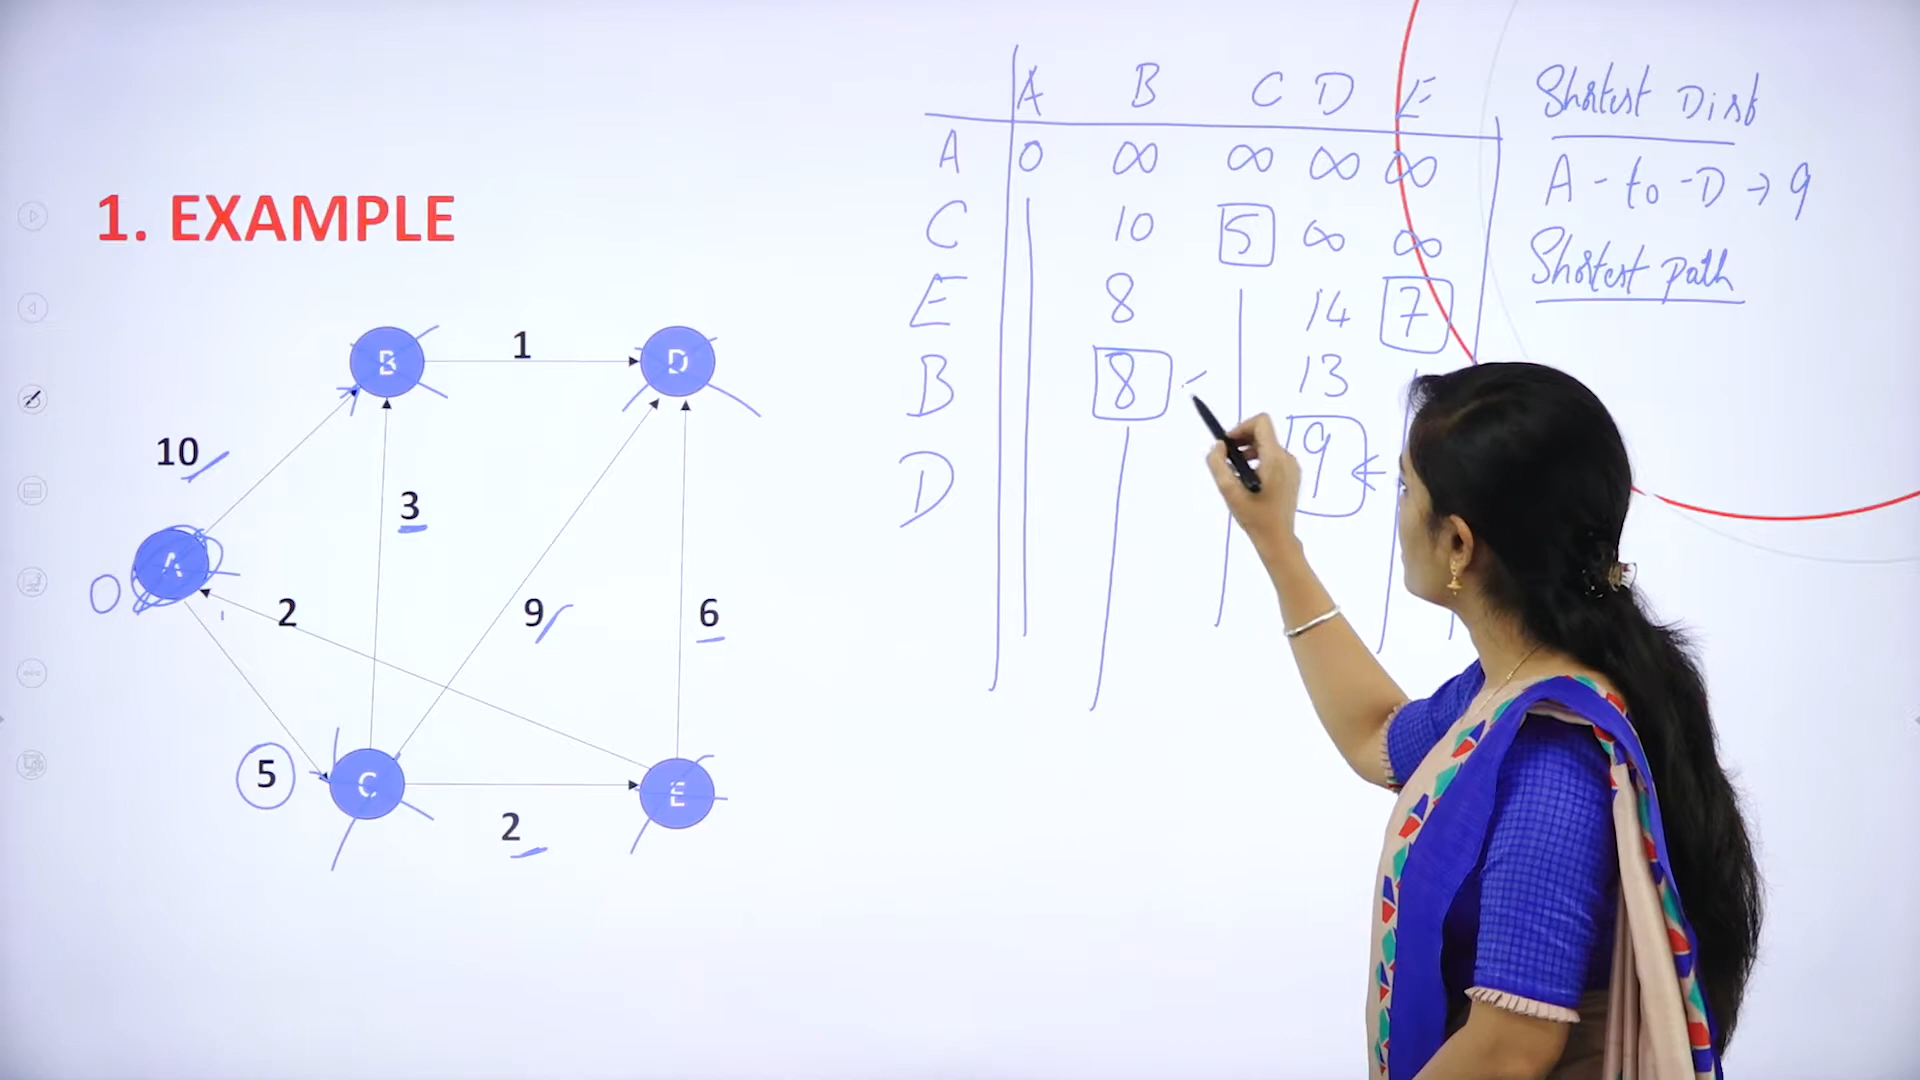 1. EXAMPLE
B
1
D
10
3
A
0
2
9
6
5
C
2
E
A B C D E
A 0 ∞ ∞ ∞ ∞
C 10 5 ∞ ∞
E 8 14 7
B 8 13
D 9
Shortest Dist
A - to - D → 9
Shortest path